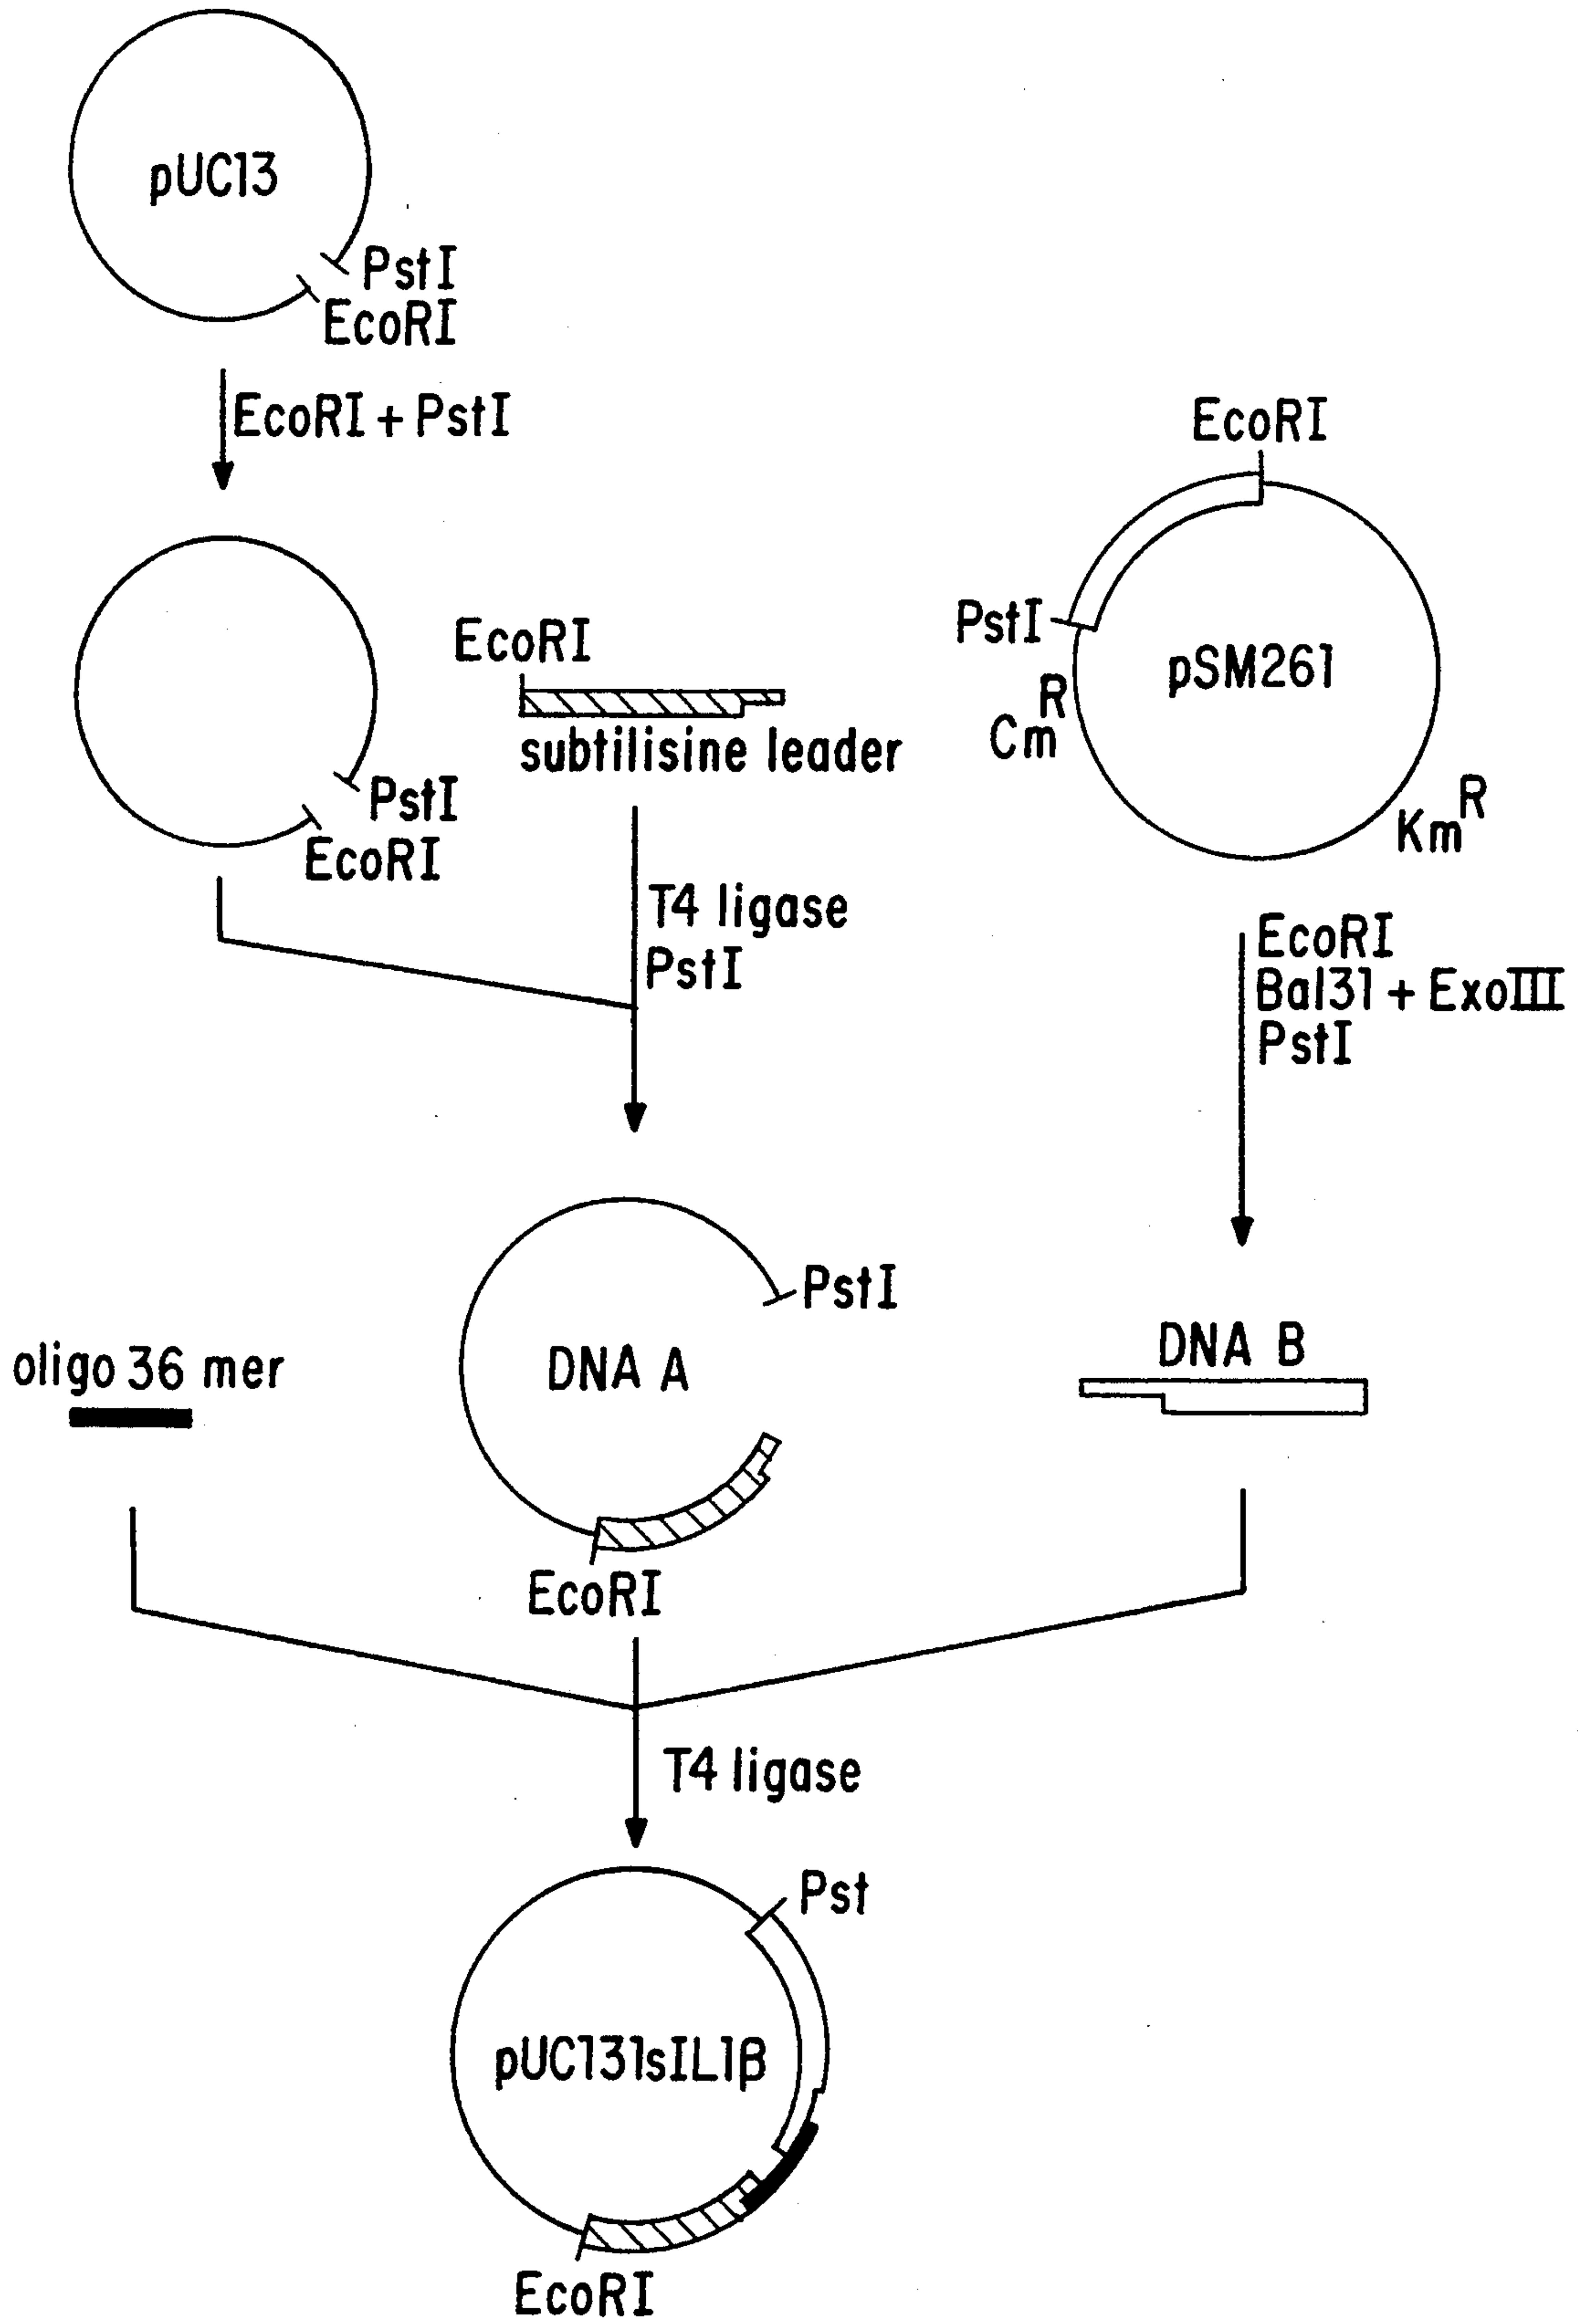 pUC13
PstI
EcoRI
EcoRI + PstI
EcoRI
EcoRI
PstI
pSM261
subtilisine leader
Cm^R
PstI
EcoRI
Km^R
T4 ligase
PstI
EcoRI
Bal31 + ExoIII
PstI
PstI
oligo 36 mer
DNA A
DNA B
EcoRI
T4 ligase
Pst
pUC131sIL1β
EcoRI